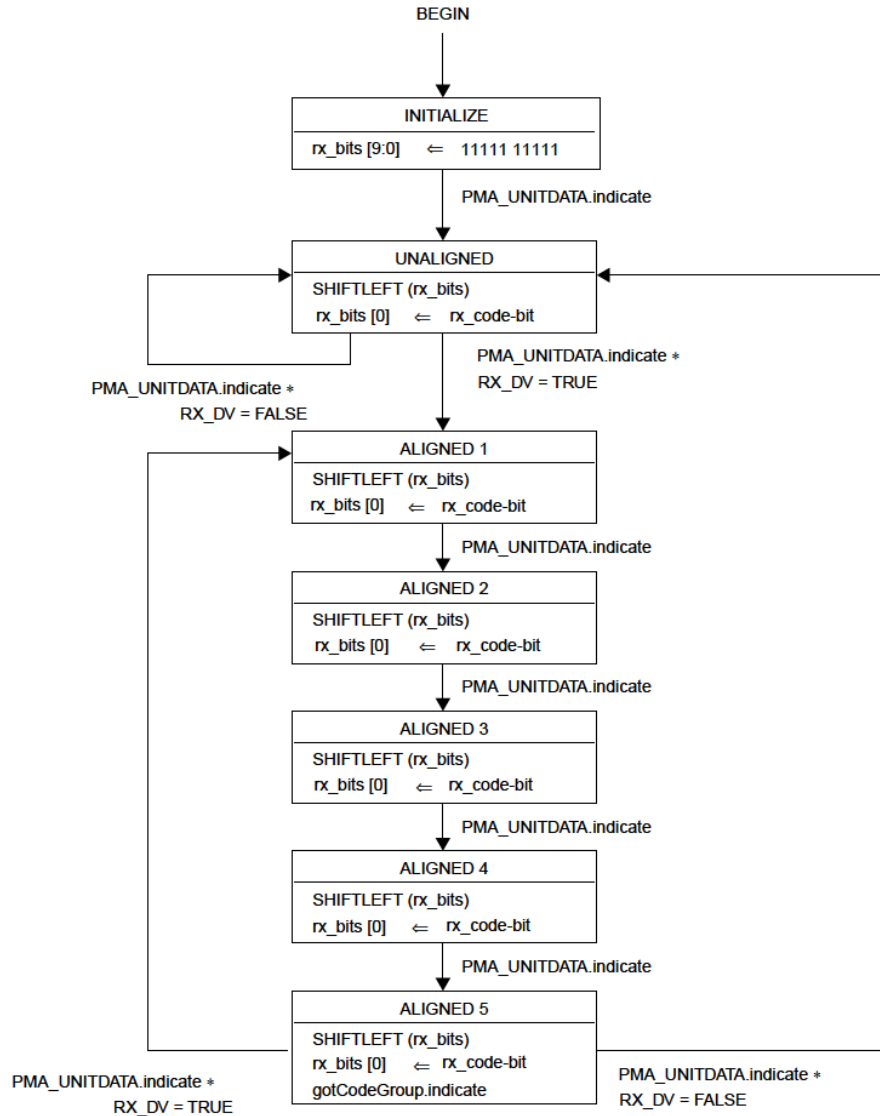 BEGIN
INITIALIZE
rx_bits [9:0] ⇐ 11111 11111
PMA_UNITDATA.indicate
UNALIGNED
SHIFTLEFT (rx_bits)
rx_bits [0] ⇐ rx_code-bit
PMA_UNITDATA.indicate ∗
RX_DV = FALSE
PMA_UNITDATA.indicate ∗
RX_DV = TRUE
ALIGNED 1
SHIFTLEFT (rx_bits)
rx_bits [0] ⇐ rx_code-bit
PMA_UNITDATA.indicate
ALIGNED 2
SHIFTLEFT (rx_bits)
rx_bits [0] ⇐ rx_code-bit
PMA_UNITDATA.indicate
ALIGNED 3
SHIFTLEFT (rx_bits)
rx_bits [0] ⇐ rx_code-bit
PMA_UNITDATA.indicate
ALIGNED 4
SHIFTLEFT (rx_bits)
rx_bits [0] ⇐ rx_code-bit
PMA_UNITDATA.indicate
ALIGNED 5
SHIFTLEFT (rx_bits)
rx_bits [0] ⇐ rx_code-bit
gotCodeGroup.indicate
PMA_UNITDATA.indicate ∗
RX_DV = TRUE
PMA_UNITDATA.indicate ∗
RX_DV = FALSE